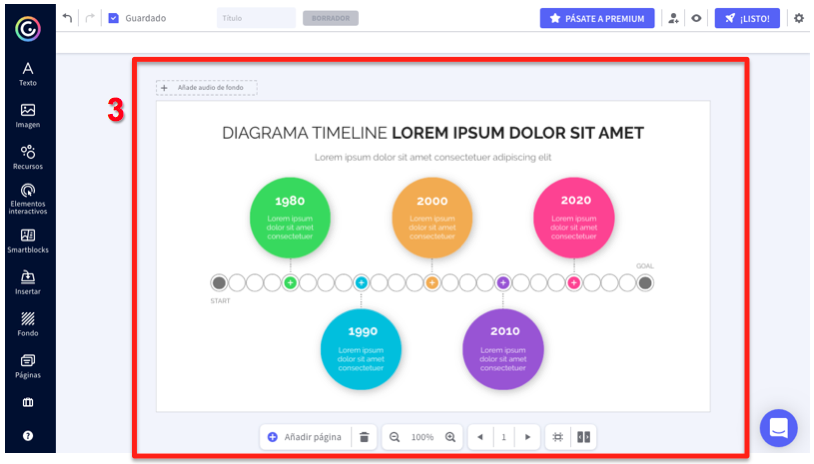 Guardado
Título
BORRADOR
PÁSATE A PREMIUM
¡LISTO!
Texto
Imagen
Recursos
Elementos
interactivos
Smartblocks
Insertar
Fondo
Páginas
3
Añade audio de fondo
DIAGRAMA TIMELINE LOREM IPSUM DOLOR SIT AMET
Lorem ipsum dolor sit amet consectetuer adipiscing elit
1980
Lorem ipsum
dolor sit amet
consectetuer
2000
Lorem ipsum
dolor sit amet
consectetuer
2020
Lorem ipsum
dolor sit amet
consectetuer
GOAL
START
1990
Lorem ipsum
dolor sit amet
consectetuer
2010
Lorem ipsum
dolor sit amet
consectetuer
Añadir página
100%
1